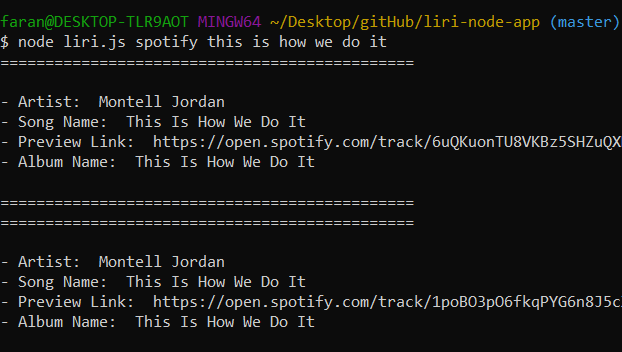 faran@DESKTOP-TLR9AOT MINGW64 ~/Desktop/gitHub/liri-node-app (master)
$ node liri.js spotify this is how we do it
==============================================
- Artist:  Montell Jordan
- Song Name:  This Is How We Do It
- Preview Link:  https://open.spotify.com/track/6uQKuonTU8VKBz5SHZuQX
- Album Name:  This Is How We Do It
==============================================
==============================================
- Artist:  Montell Jordan
- Song Name:  This Is How We Do It
- Preview Link:  https://open.spotify.com/track/1poBO3pO6fkqPYG6n8J5c
- Album Name:  This Is How We Do It